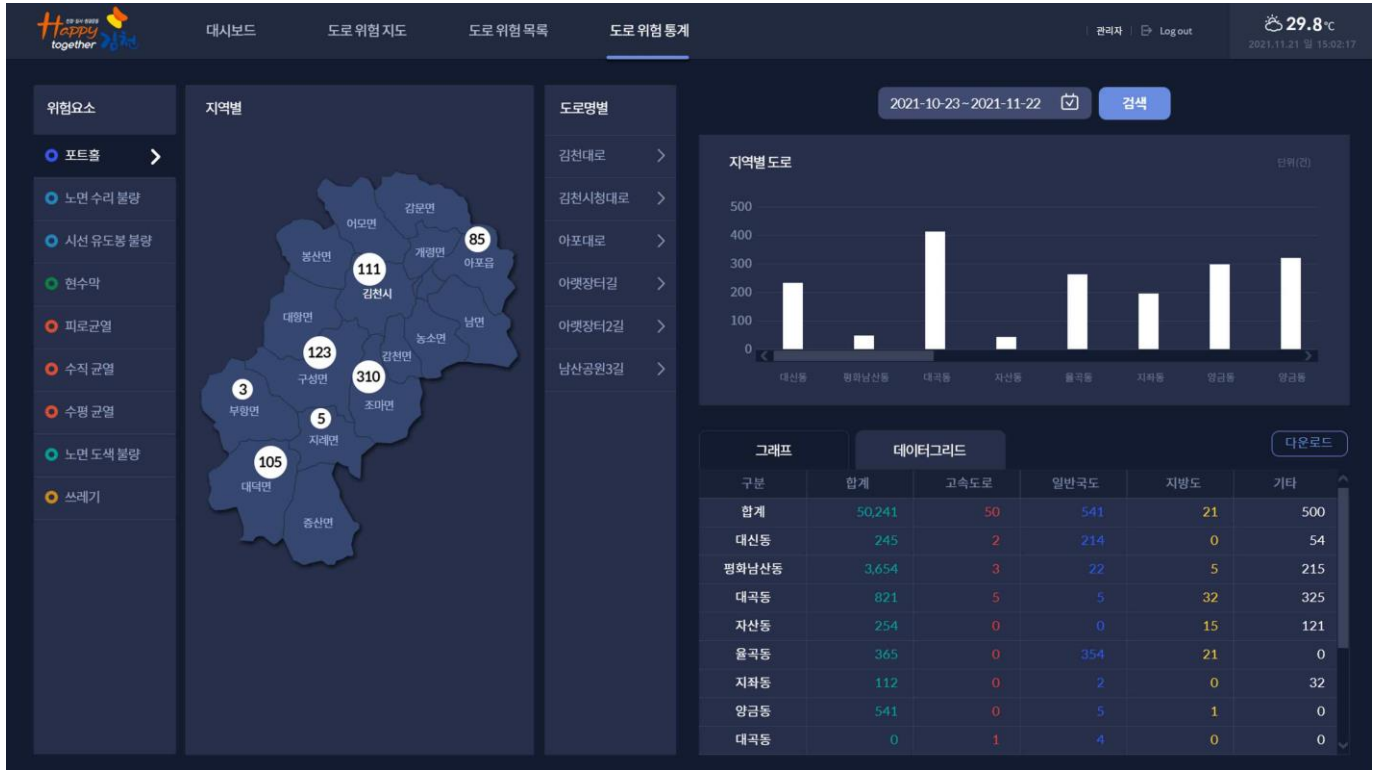 Happy
together 김천
대시보드 도로 위험 지도 도로 위험 목록 도로 위험 통계
관리자 Log out
29.8℃
2021.11.21 일 15:02:17
위험요소
포트홀
노면 수리 불량
시선 유도봉 불량
현수막
피로균열
수직 균열
수평 균열
노면 도색 불량
쓰레기
지역별
감문면
어모면
85
개령면
봉산면
아포읍
111
김천시
대항면
남면
농소면
123
감천면
310
구성면
3
조마면
부항면
5
지례면
105
대덕면
증산면
도로명별
김천대로
김천시청대로
아포대로
아랫장터길
아랫장터2길
남산공원3길
2021-10-23 ~ 2021-11-22 검색
지역별 도로 단위(건)
500
400
300
200
100
0
대신동 평화남산동 대곡동 자산동 율곡동 지좌동 양금동 양금동
그래프 데이터그리드 다운로드
구분 합계 고속도로 일반국도 지방도 기타
합계 50,241 50 541 21 500
대신동 245 2 214 0 54
평화남산동 3,654 3 22 5 215
대곡동 821 5 5 32 325
자산동 254 0 0 15 121
율곡동 365 0 354 21 0
지좌동 112 0 2 0 32
양금동 541 0 5 1 0
대곡동 0 1 4 0 0